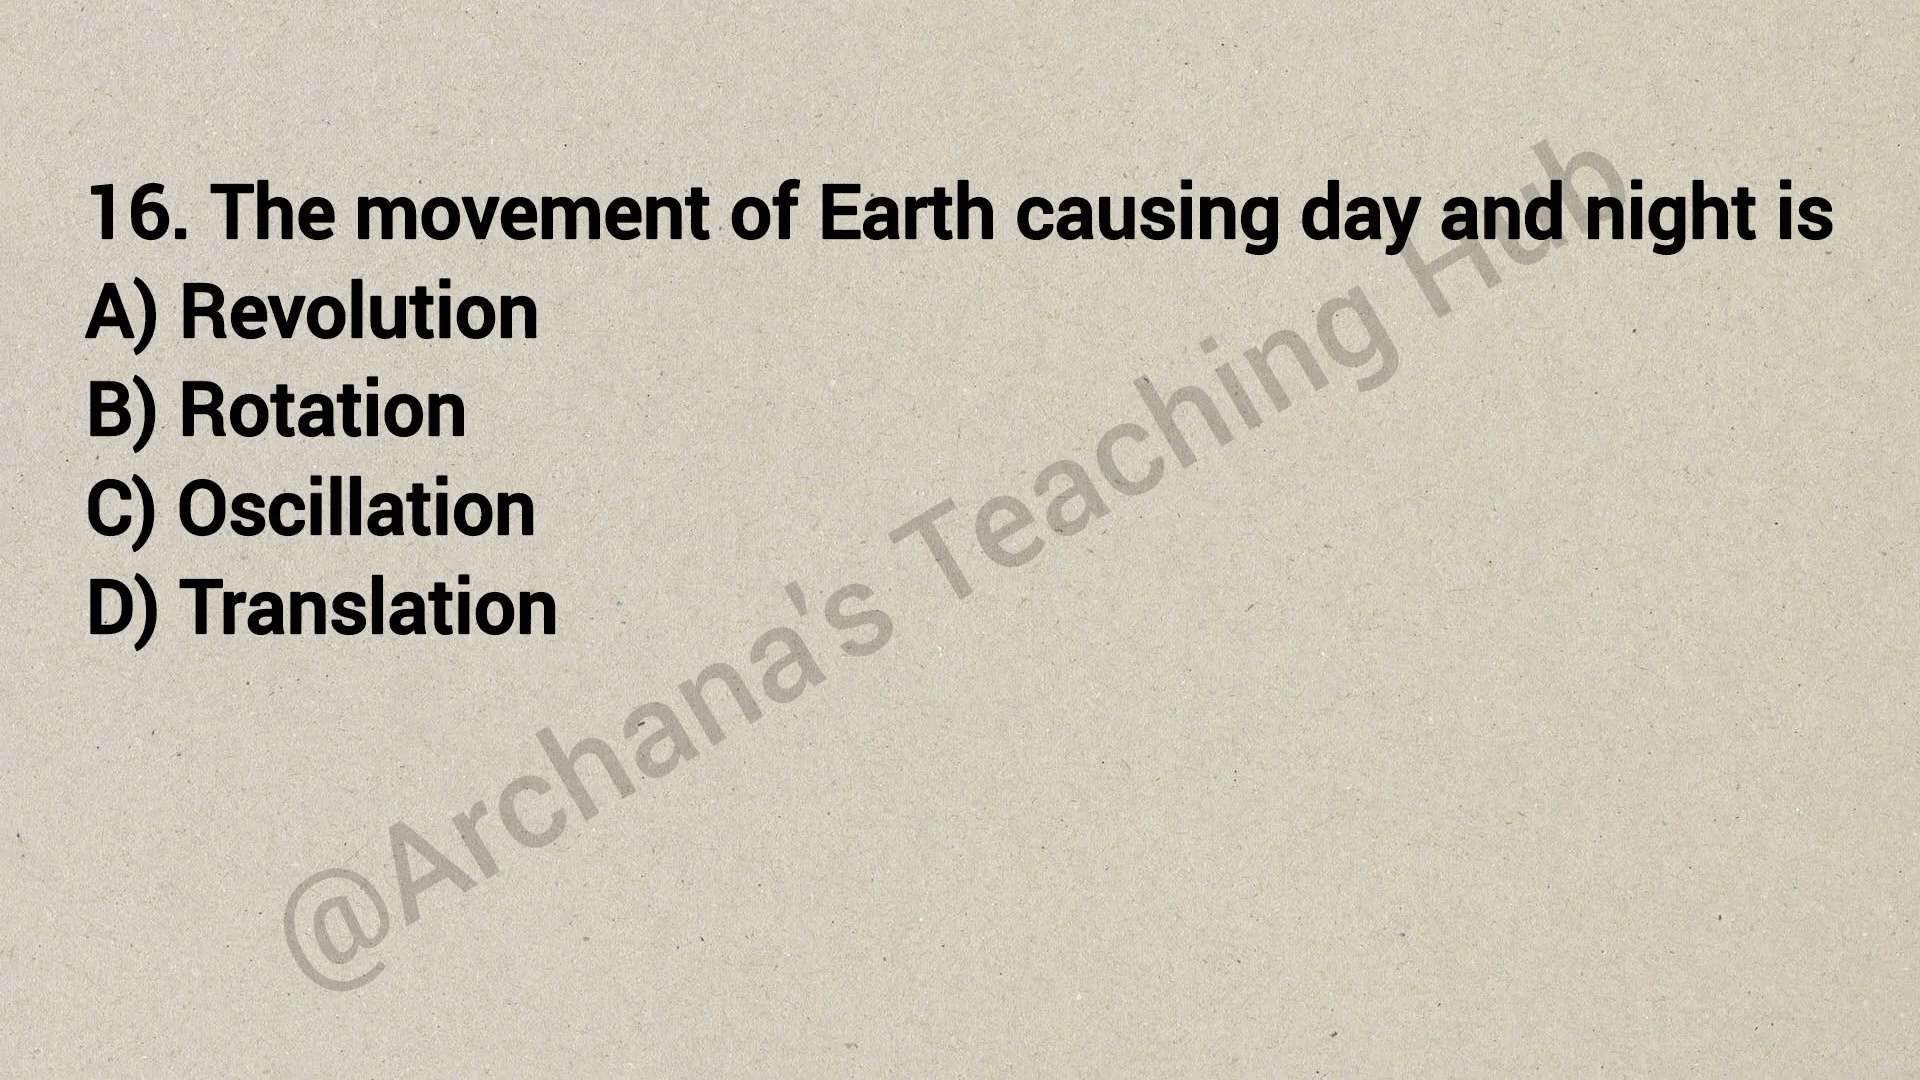 16. The movement of Earth causing day and night is
A) Revolution
B) Rotation
C) Oscillation
D) Translation
@Archana's Teaching Hub